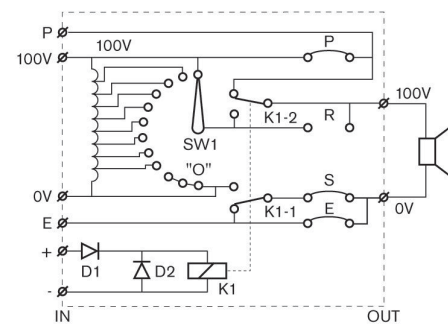 P
100V
100V
P
100V
K1-2
R
SW1
"O"
S
0V
K1-1
E
0V
E
+
D1
D2
K1
-
IN
OUT